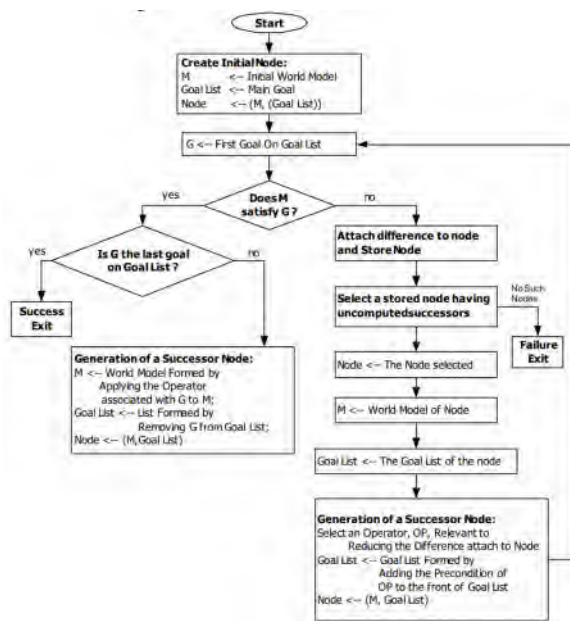 Start
Create Initial Node:
M <-- Initial World Model
Goal List <-- Main Goal
Node <-- (M, (Goal List))
G <-- First Goal On Goal List
Does M
satisfy G ?
yes
no
Is G the last goal
on Goal List ?
yes
no
Success
Exit
Generation of a Successor Node:
M <-- World Model Formed by
Applying the Operator
associated with G to M;
Goal List <-- List Formed by
Removing G from Goal List;
Node <-- (M,Goal List)
Attach difference to node
and Store Node
Select a stored node having
uncomputed successors
No Such
Nodes
Failure
Exit
Node <-- The Node selected
M <-- World Model of Node
Goal List <-- The Goal List of the node
Generation of a Successor Node:
Select an Operator, OP, Relevant to
Reducing the Difference attach to Node
Goal List <-- Goal List Formed by
Adding the Precondition of
OP to the front of Goal List
Node <-- (M, Goal List)